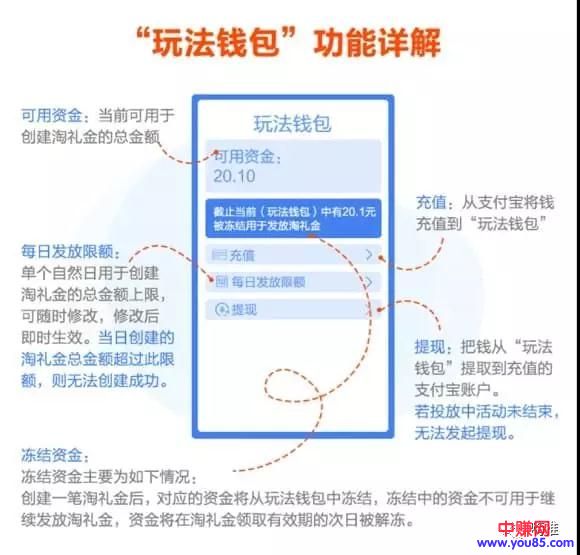 “玩法钱包”功能详解
可用资金：当前可用于
创建淘礼金的总金额
每日发放限额：
单个自然日用于创建
淘礼金的总金额上限，
可随时修改，修改后
即时生效。当日创建的
淘礼金总金额超过此限
额，则无法创建成功。
玩法钱包
可用资金：
20.10
截止当前（玩法钱包）中有20.1元
被冻结用于发放淘礼金
充值
每日发放限额
提现
充值：从支付宝将钱
充值到“玩法钱包”
提现：把钱从“玩法
钱包”提取到充值的
支付宝账户。
若投放中活动未结束，
无法发起提现。
冻结资金：
冻结资金主要为如下情况：
创建一笔淘礼金后，对应的资金将从玩法钱包中冻结，冻结中的资金不可用于继
续发放淘礼金，资金将在淘礼金领取有效期的次日被解冻。
中赚网
www.you85.com